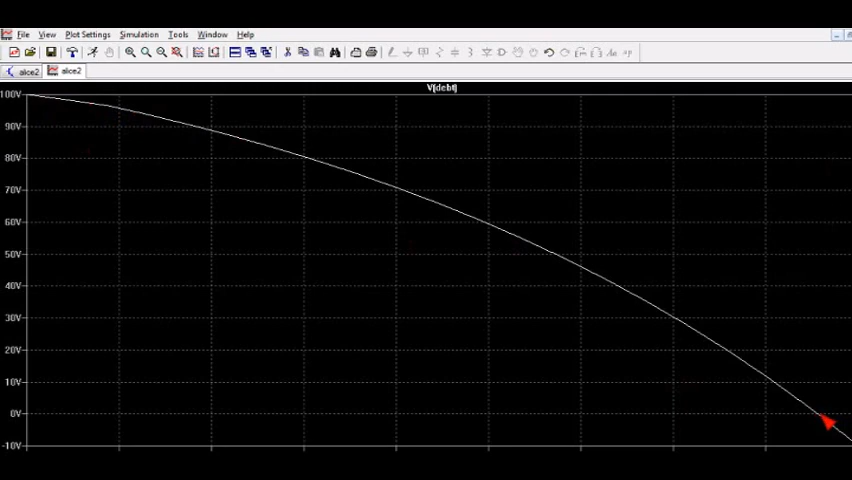 File View Plot Settings Simulation Tools Window Help
alice2 alice2
V(debt)
100V
90V
80V
70V
60V
50V
40V
30V
20V
10V
0V
-10V